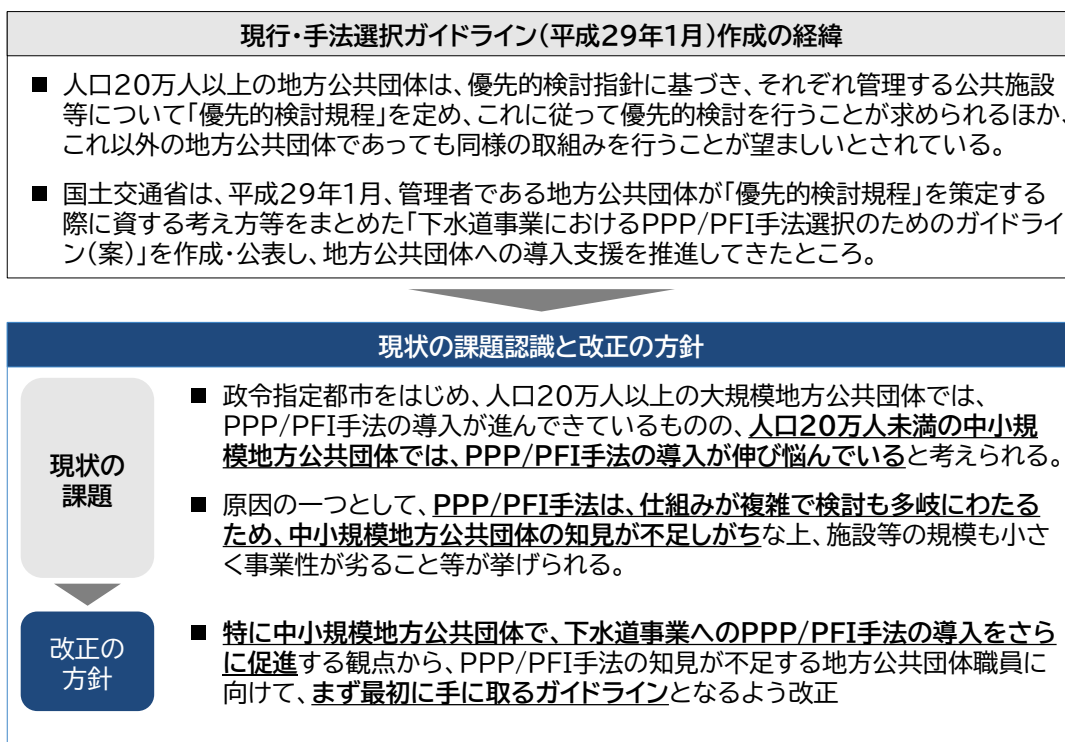 現行・手法選択ガイドライン(平成29年1月)作成の経緯
■ 人口20万人以上の地方公共団体は、優先的検討指針に基づき、それぞれ管理する公共施設
等について「優先的検討規程」を定め、これに従って優先的検討を行うことが求められるほか、
これ以外の地方公共団体であっても同様の取組みを行うことが望ましいとされている。
■ 国土交通省は、平成29年1月、管理者である地方公共団体が「優先的検討規程」を策定する
際に資する考え方等をまとめた「下水道事業におけるPPP/PFI手法選択のためのガイドライ
ン(案)」を作成・公表し、地方公共団体への導入支援を推進してきたところ。
現状の課題認識と改正の方針
現状の
課題
■ 政令指定都市をはじめ、人口20万人以上の大規模地方公共団体では、
PPP/PFI手法の導入が進んできているものの、人口20万人未満の中小規
模地方公共団体では、PPP/PFI手法の導入が伸び悩んでいると考えられる。
■ 原因の一つとして、PPP/PFI手法は、仕組みが複雑で検討も多岐にわたる
ため、中小規模地方公共団体の知見が不足しがちな上、施設等の規模も小さ
く事業性が劣ること等が挙げられる。
改正の
方針
■ 特に中小規模地方公共団体で、下水道事業へのPPP/PFI手法の導入をさら
に促進する観点から、PPP/PFI手法の知見が不足する地方公共団体職員に
向けて、まず最初に手に取るガイドラインとなるよう改正